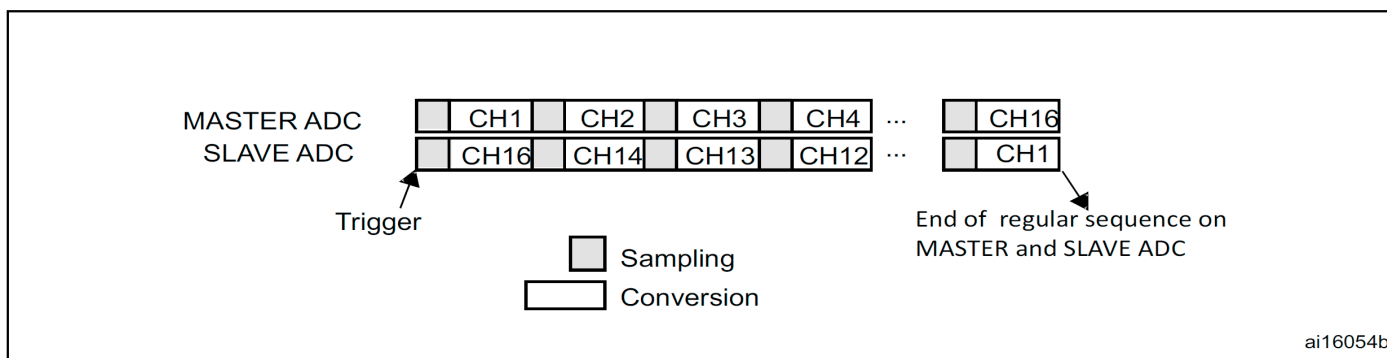 MASTER ADC CH1 CH2 CH3 CH4 ... CH16
SLAVE ADC CH16 CH14 CH13 CH12 ... CH1
Trigger
End of regular sequence on
MASTER and SLAVE ADC
Sampling
Conversion
ai16054b